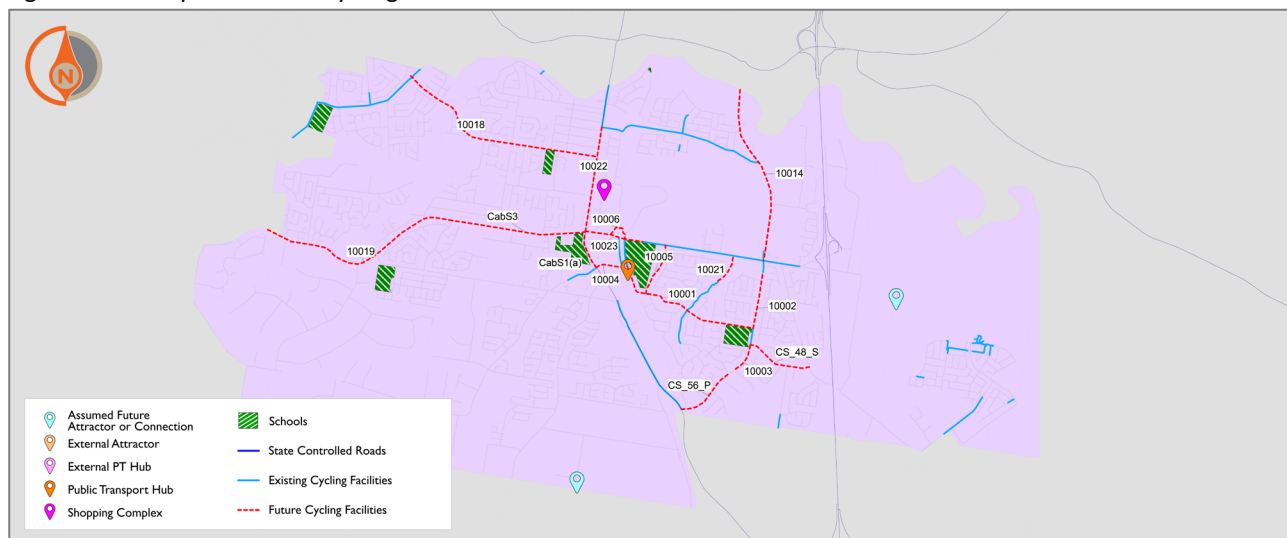 N
10018
10022
10014
CabS3
10006
10023
10005
10019
CabS1(a)
10021
10004
10001
10002
CS_48_S
10003
CS_56_P
Assumed Future
Attractor or Connection
External Attractor
External PT Hub
Public Transport Hub
Shopping Complex
Schools
State Controlled Roads
Existing Cycling Facilities
Future Cycling Facilities